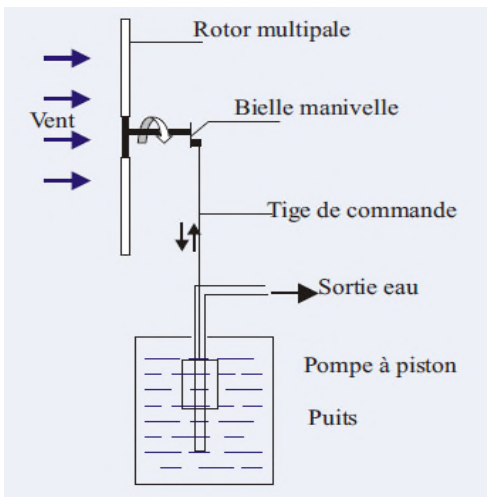 Rotor multipale
Bielle manivelle
Vent
Tige de commande
Sortie eau
Pompe à piston
Puits